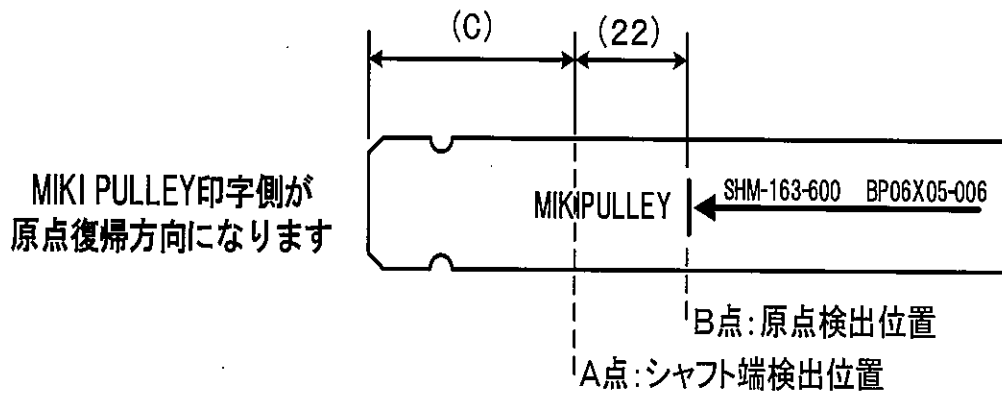 (C)
(22)
MIKI PULLEY印字側が
原点復帰方向になります
MIKIPULLEY
SHM-163-600 BP06X05-006
B点:原点検出位置
A点:シャフト端検出位置